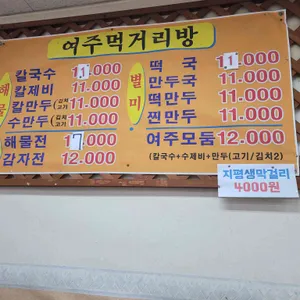 여주먹거리방
해물
칼국수 11.000
칼제비 11.000
칼만두 (김치 고기) 11.000
수만두 (김치 고기) 11.000
해물전 17.000
감자전 12.000
별미
떡 국 11.000
만두국 11.000
떡만두 11.000
찐만두 11.000
여주모듬 12.000
(칼국수+수제비+만두(고기/김치2)
지평생막걸리
4000원